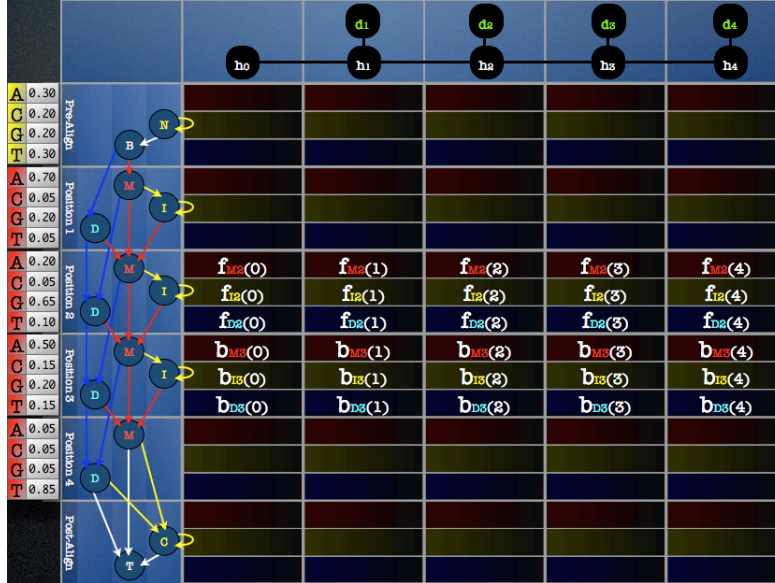 d1 d2 d3 d4
h0 h1 h2 h3 h4
A 0.30
C 0.20
G 0.20
T 0.30
Pre-Align
N
B
A 0.70
C 0.05
G 0.20
T 0.05
Position 1
M
I
D
A 0.20
C 0.05
G 0.65
T 0.10
Position 2
M
I
D
fM2(0) fM2(1) fM2(2) fM2(3) fM2(4)
fI2(0) fI2(1) fI2(2) fI2(3) fI2(4)
fD2(0) fD2(1) fD2(2) fD2(3) fD2(4)
A 0.50
C 0.15
G 0.20
T 0.15
Position 3
M
I
D
bM3(0) bM3(1) bM3(2) bM3(3) bM3(4)
bI3(0) bI3(1) bI3(2) bI3(3) bI3(4)
bD3(0) bD3(1) bD3(2) bD3(3) bD3(4)
A 0.05
C 0.05
G 0.05
T 0.85
Position 4
M
D
Post-Align
C
T